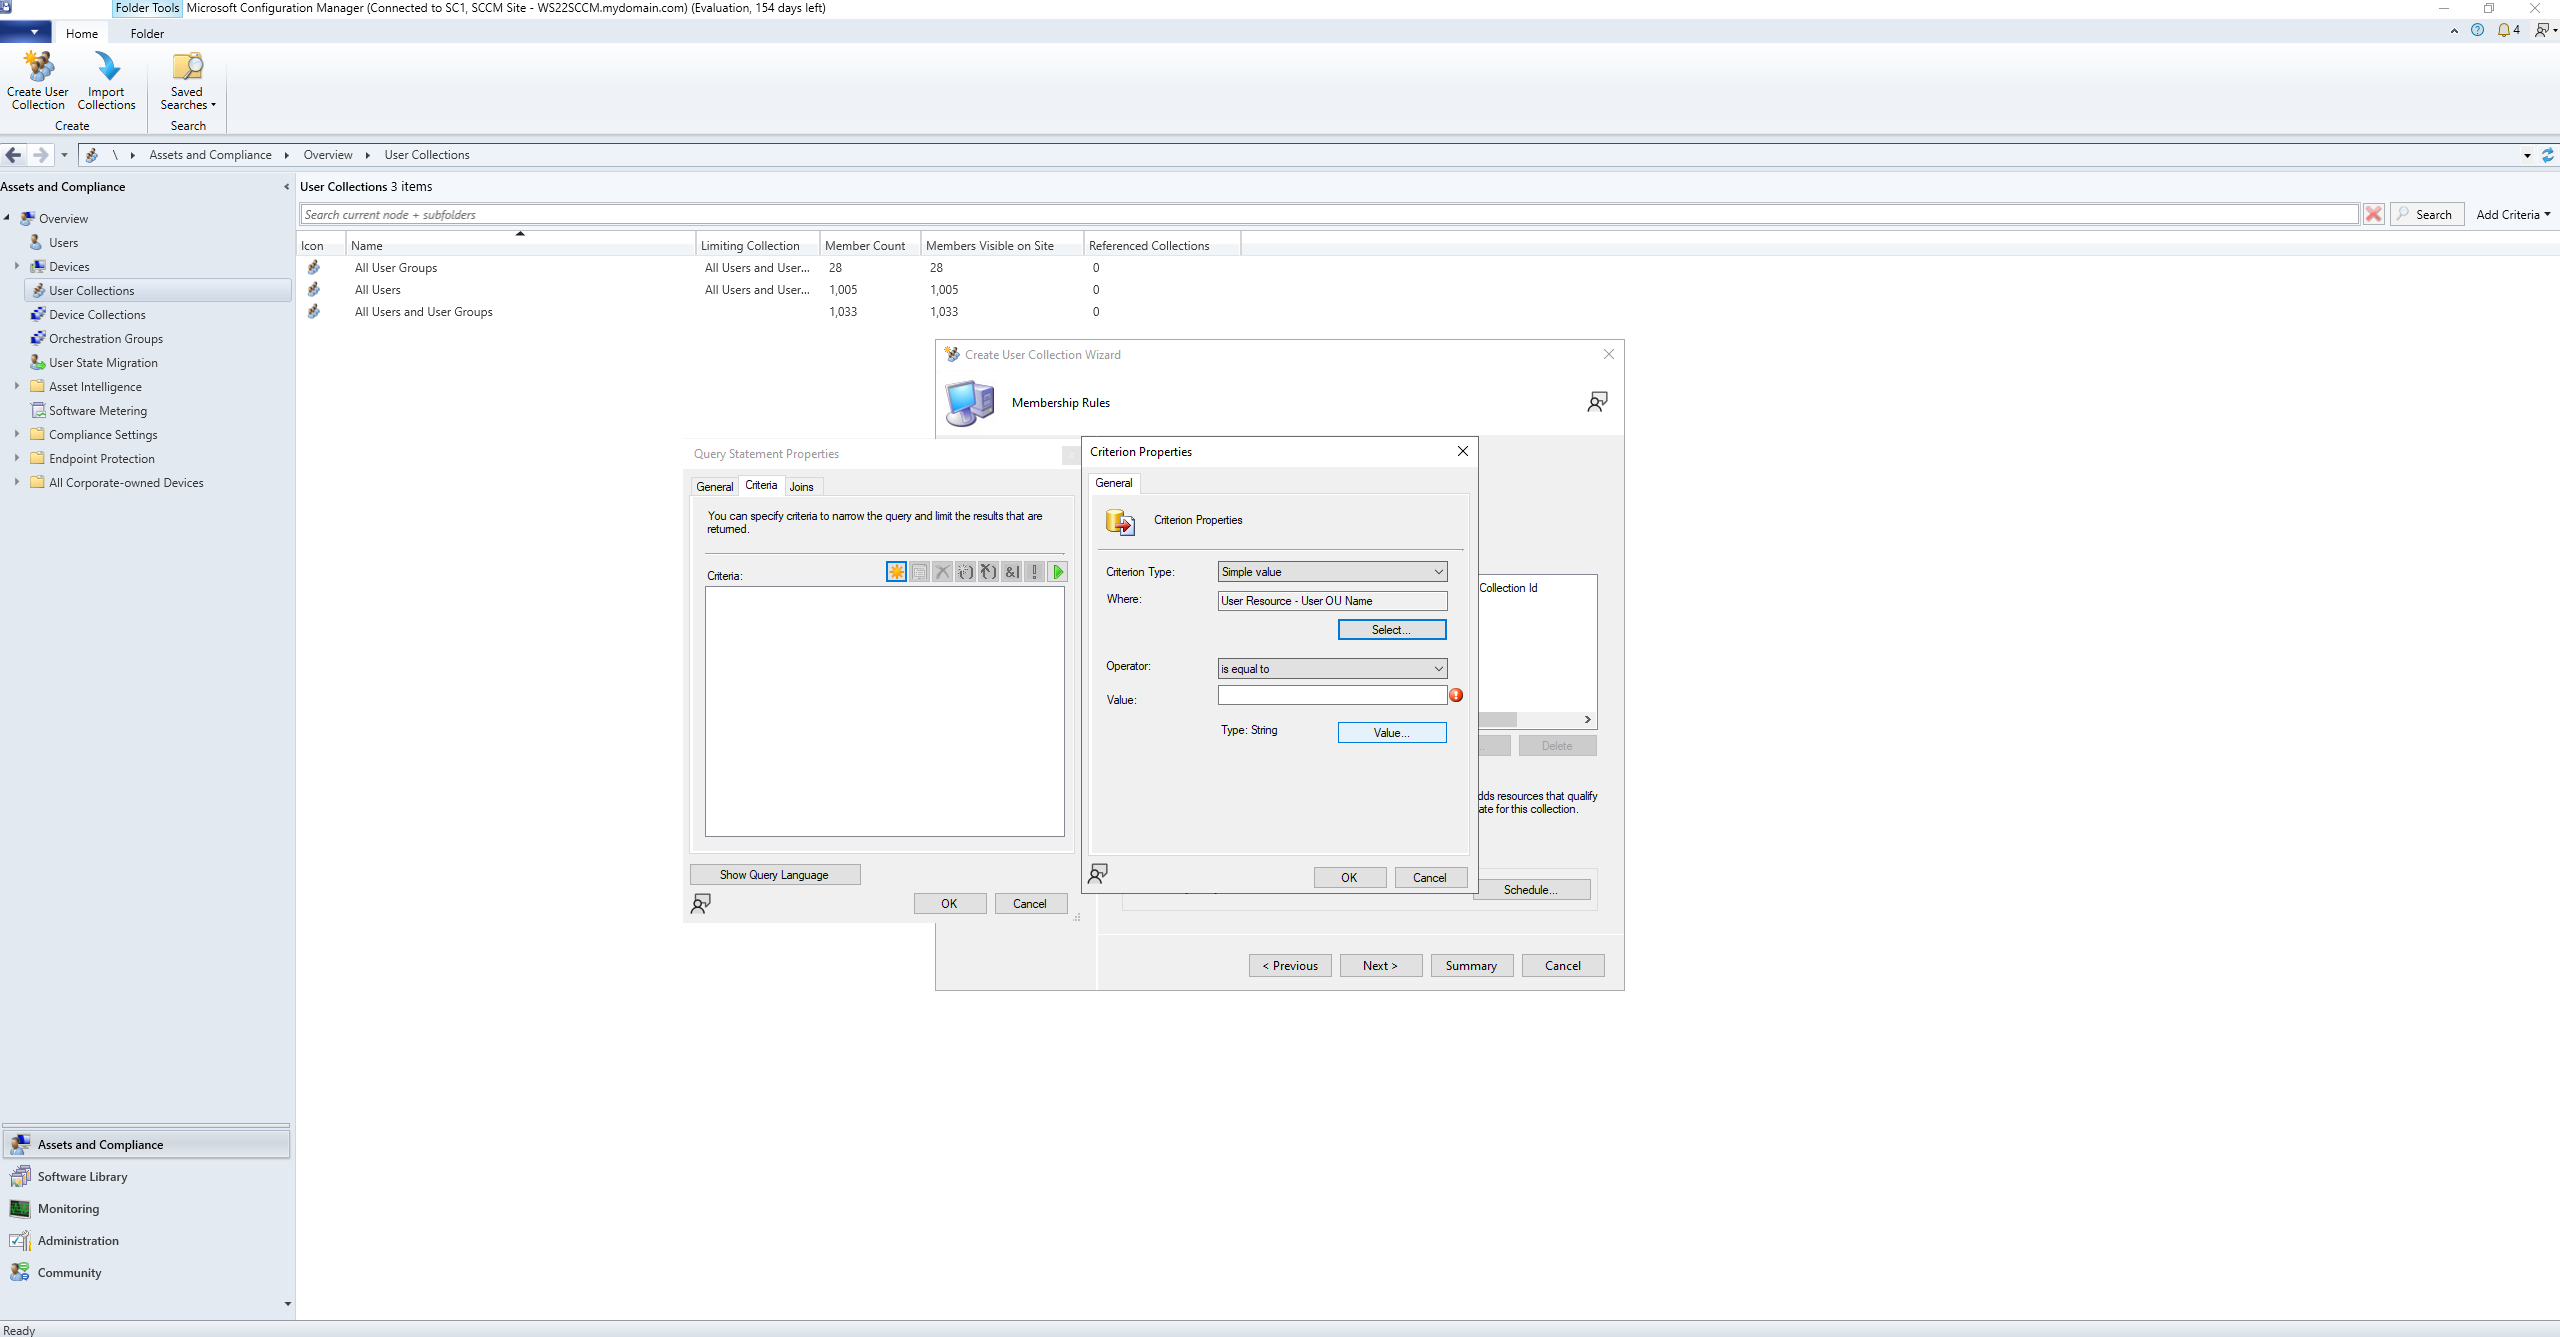 Folder Tools
Microsoft Configuration Manager (Connected to SC1, SCCM Site - WS22SCCM.mydomain.com) (Evaluation, 154 days left)
Home
Folder
4
Create User Collection
Import Collections
Saved Searches
Create
Search
\
Assets and Compliance
Overview
User Collections
Assets and Compliance
Overview
Users
Devices
User Collections
Device Collections
Orchestration Groups
User State Migration
Asset Intelligence
Software Metering
Compliance Settings
Endpoint Protection
All Corporate-owned Devices
Assets and Compliance
Software Library
Monitoring
Administration
Community
Ready
User Collections 3 items
Search current node + subfolders
Search
Add Criteria
Icon Name Limiting Collection Member Count Members Visible on Site Referenced Collections
All User Groups All Users and User... 28 28 0
All Users All Users and User... 1,005 1,005 0
All Users and User Groups 1,033 1,033 0
Create User Collection Wizard
Membership Rules
Collection Id
Delete
dds resources that qualify
ate for this collection.
Schedule...
< Previous
Next >
Summary
Cancel
Query Statement Properties
General
Criteria
Joins
You can specify criteria to narrow the query and limit the results that are
returned.
Criteria:
Show Query Language
OK
Cancel
Criterion Properties
General
Criterion Properties
Criterion Type:
Simple value
Where:
User Resource - User OU Name
Select...
Operator:
is equal to
Value:
Type: String
Value...
OK
Cancel